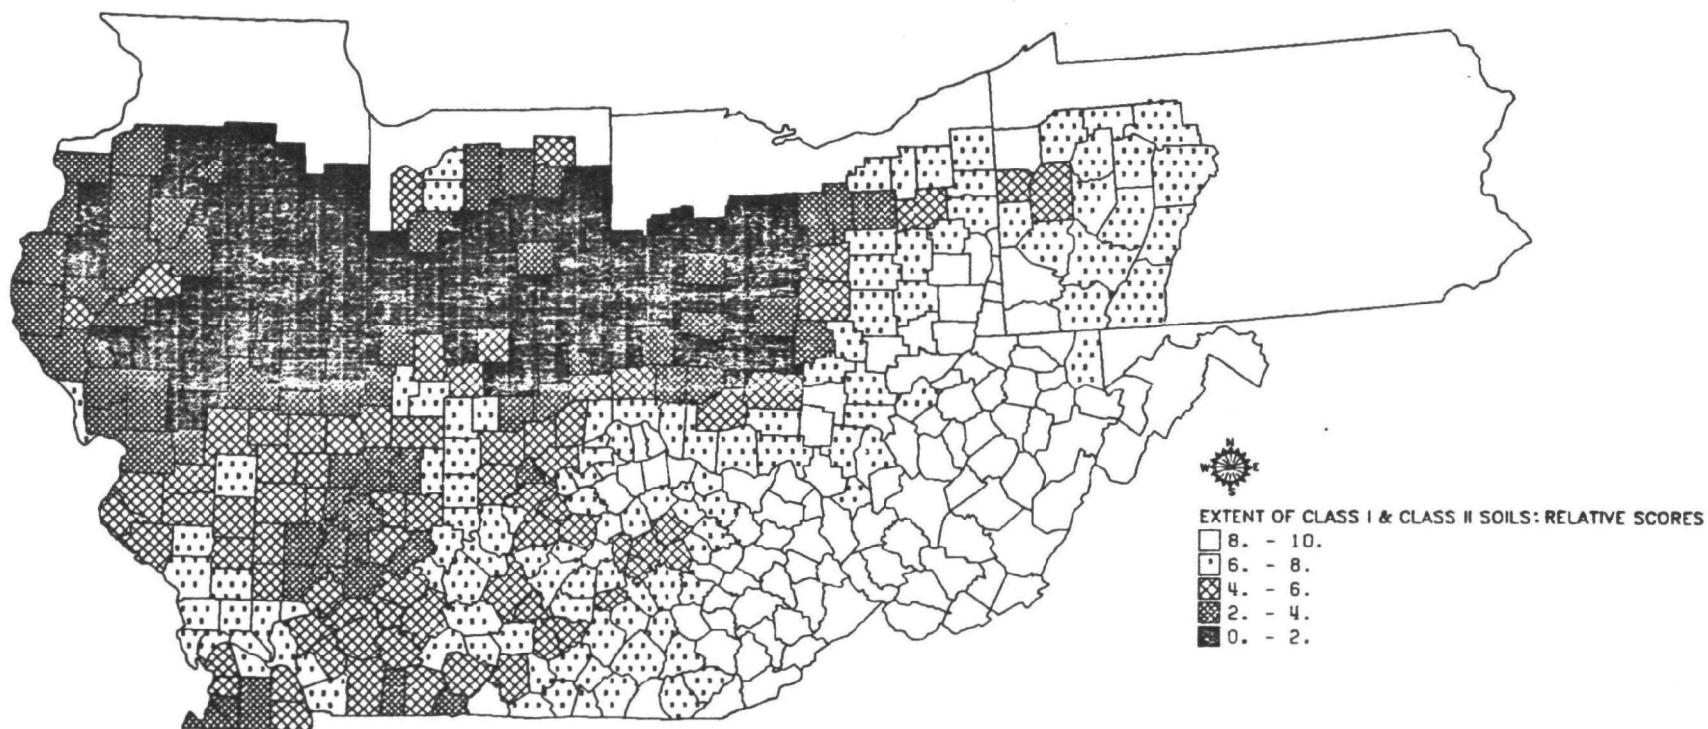 N
W E
S
EXTENT OF CLASS I & CLASS II SOILS: RELATIVE SCORES
8. - 10.
6. - 8.
4. - 6.
2. - 4.
0. - 2.